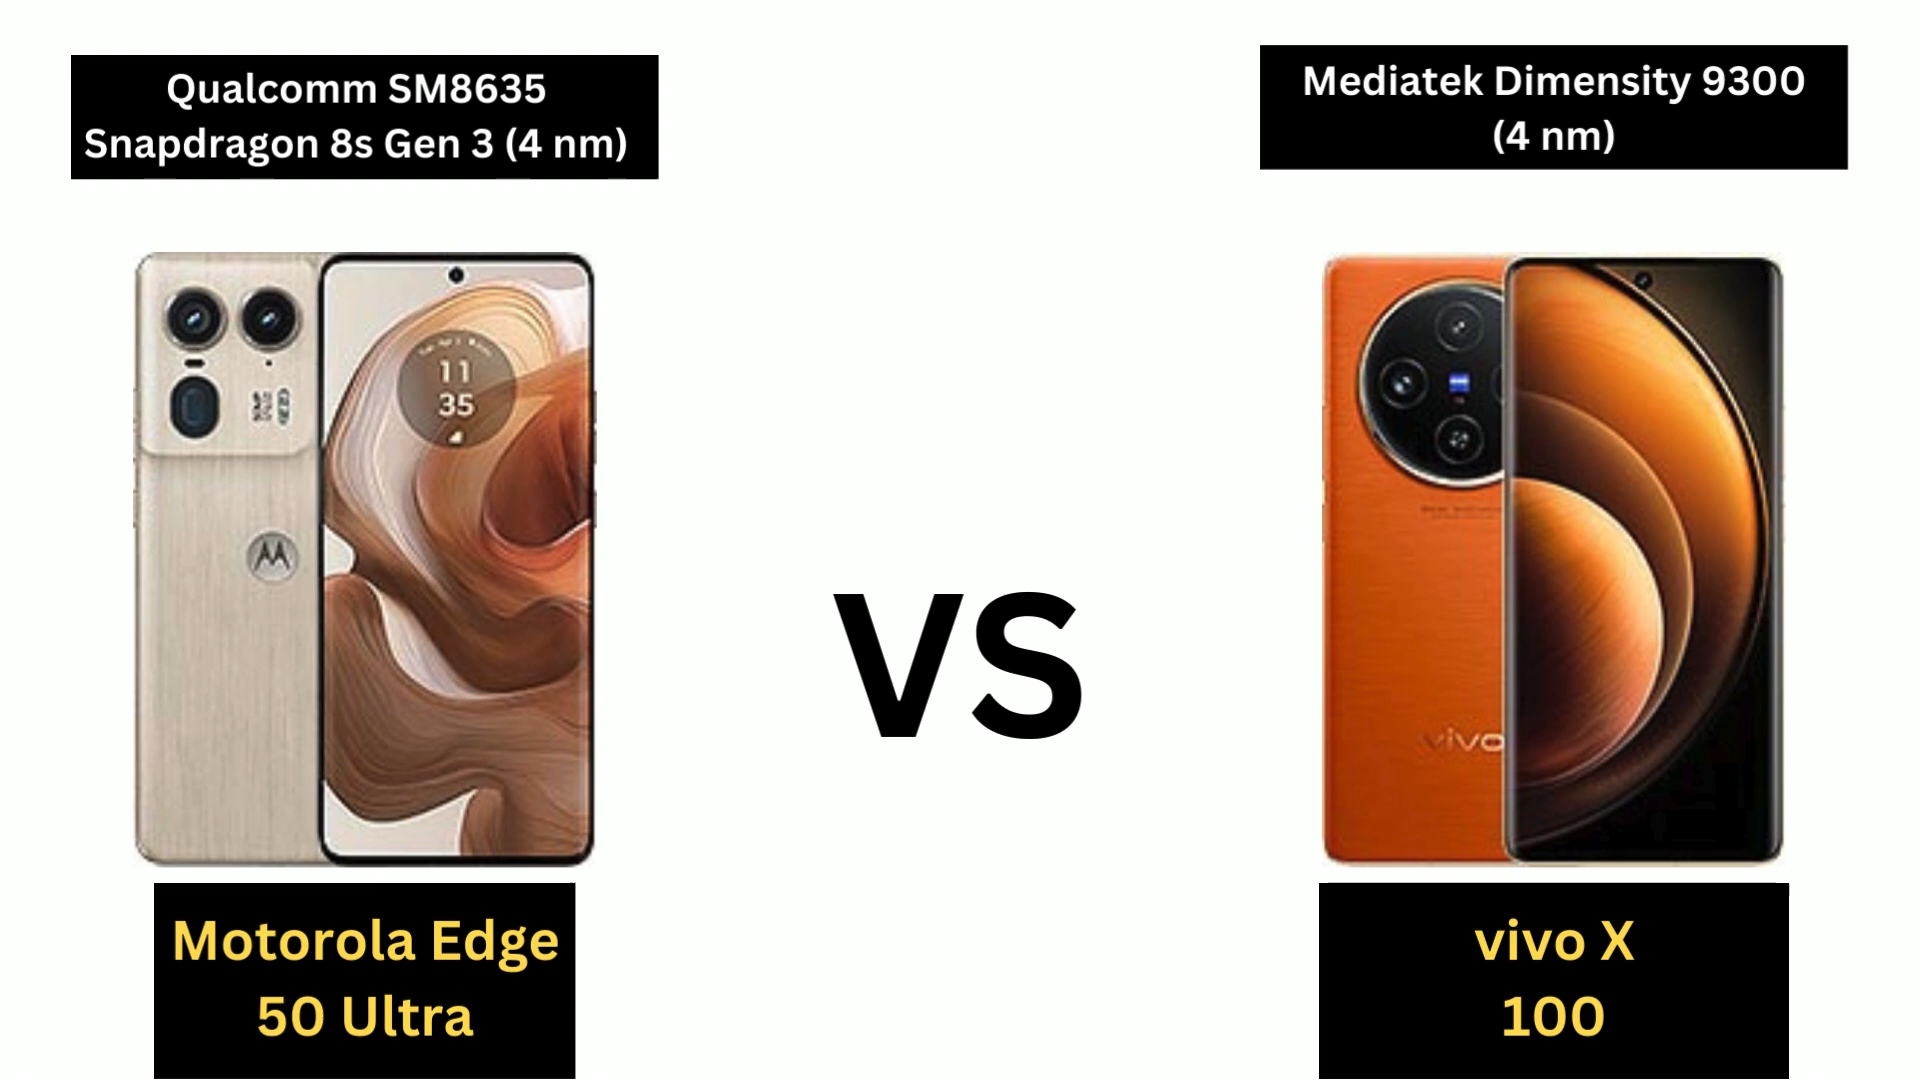 Qualcomm SM8635
Snapdragon 8s Gen 3 (4 nm)
Mediatek Dimensity 9300
(4 nm)
11
35
VS
vivo
Motorola Edge
50 Ultra
vivo X
100